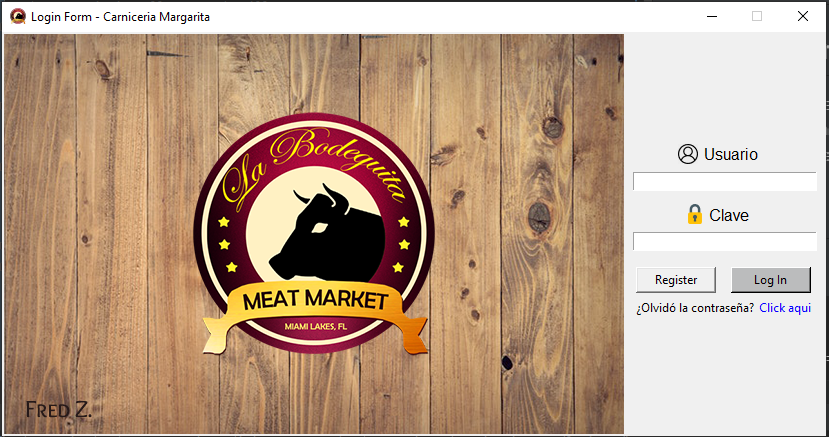 Login Form - Carniceria Margarita
La Bodeguita
MEAT MARKET
MIAMI LAKES, FL
FRED Z.
Usuario
Clave
Register
Log In
¿Olvidó la contraseña? Click aqui